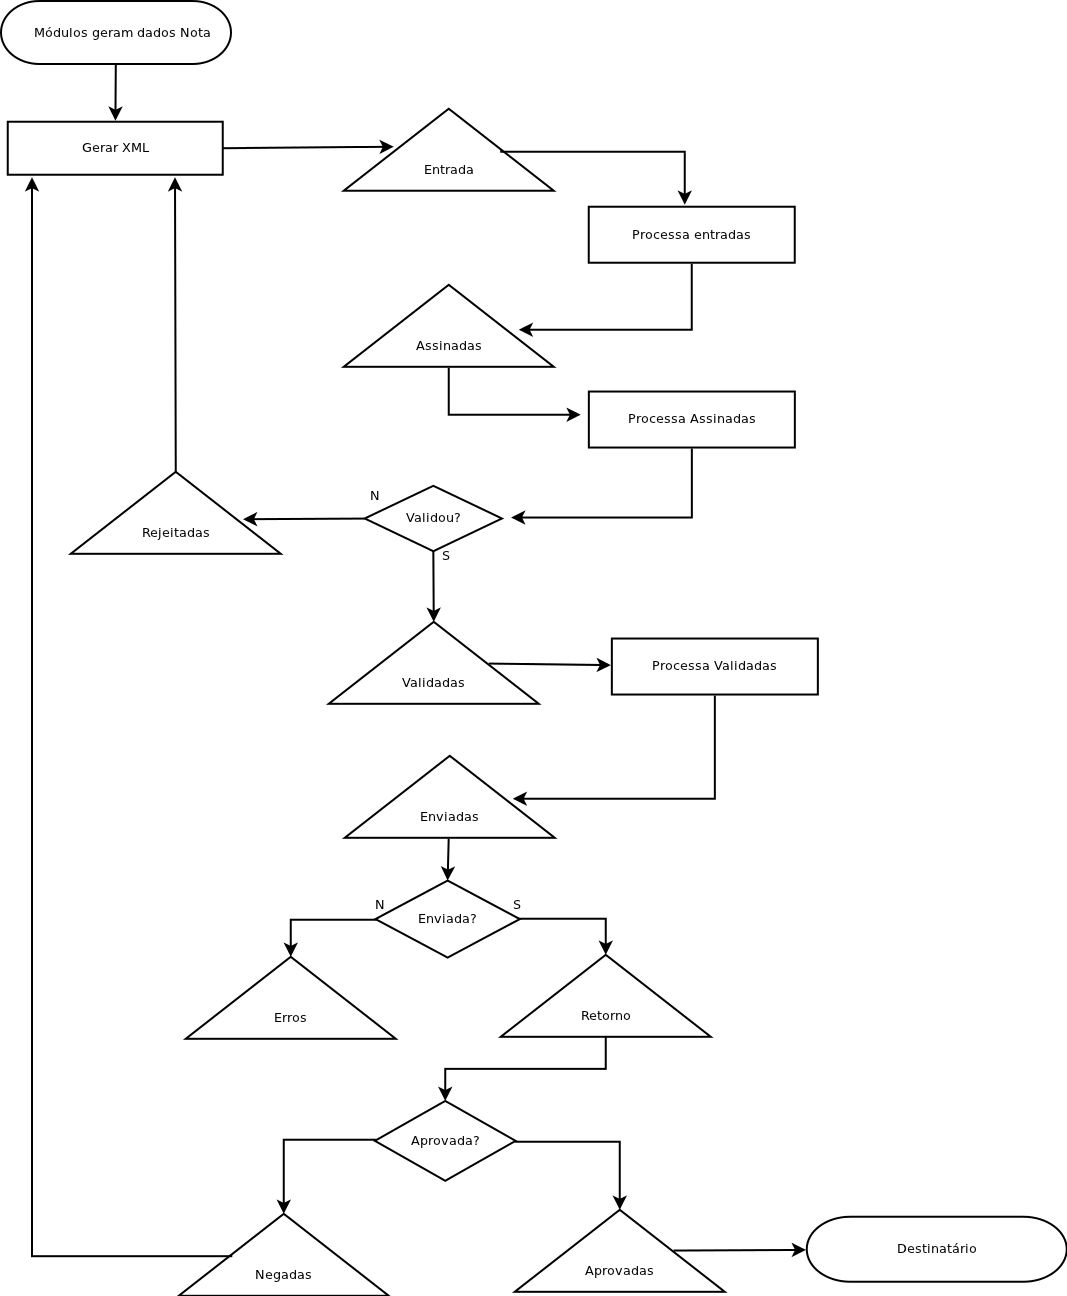 Módulos geram dados Nota
Gerar XML
Entrada
Processa entradas
Assinadas
Processa Assinadas
N
Validou?
Rejeitadas
S
Validadas
Processa Validadas
Enviadas
N
S
Enviada?
Erros
Retorno
Aprovada?
Negadas
Aprovadas
Destinatário